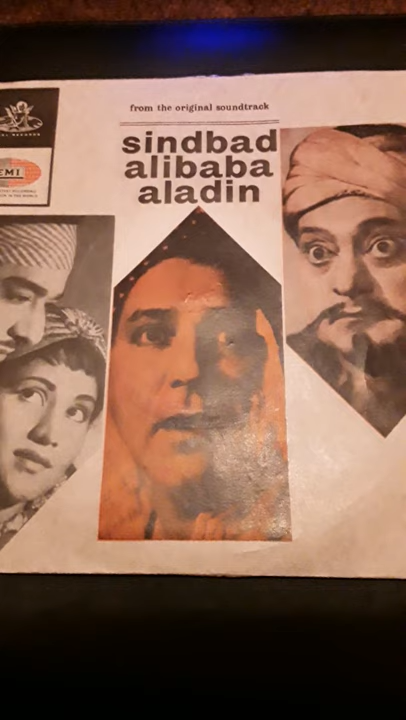 from the original soundtrack
sindbad
alibaba
aladin
EMI